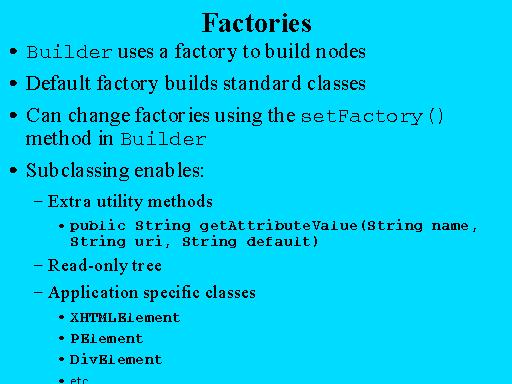 Factories
• Builder uses a factory to build nodes
• Default factory builds standard classes
• Can change factories using the setFactory()
method in Builder
• Subclassing enables:
– Extra utility methods
• public String getAttributeValue(String name,
String uri, String default)
– Read-only tree
– Application specific classes
• XHTMLElement
• PElement
• DivElement
• etc